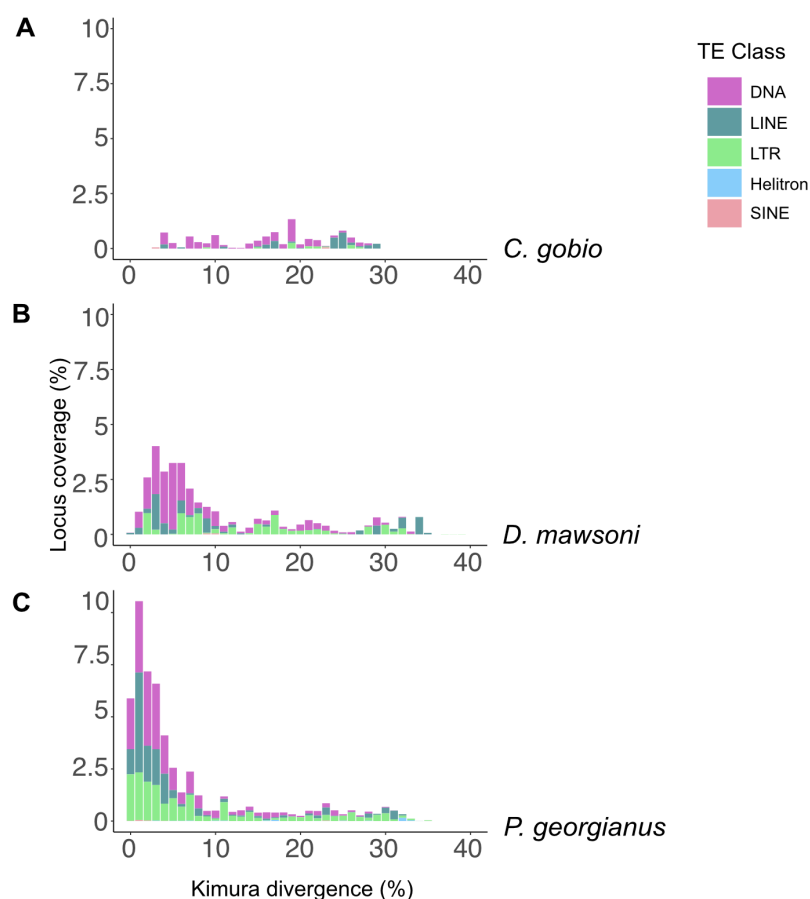 A
10
7.5
5
2.5
0
0 10 20 30 40
C. gobio
TE Class
DNA
LINE
LTR
Helitron
SINE
B
10
7.5
5
2.5
0
0 10 20 30 40
D. mawsoni
Locus coverage (%)
C
10
7.5
5
2.5
0
0 10 20 30 40
P. georgianus
Kimura divergence (%)